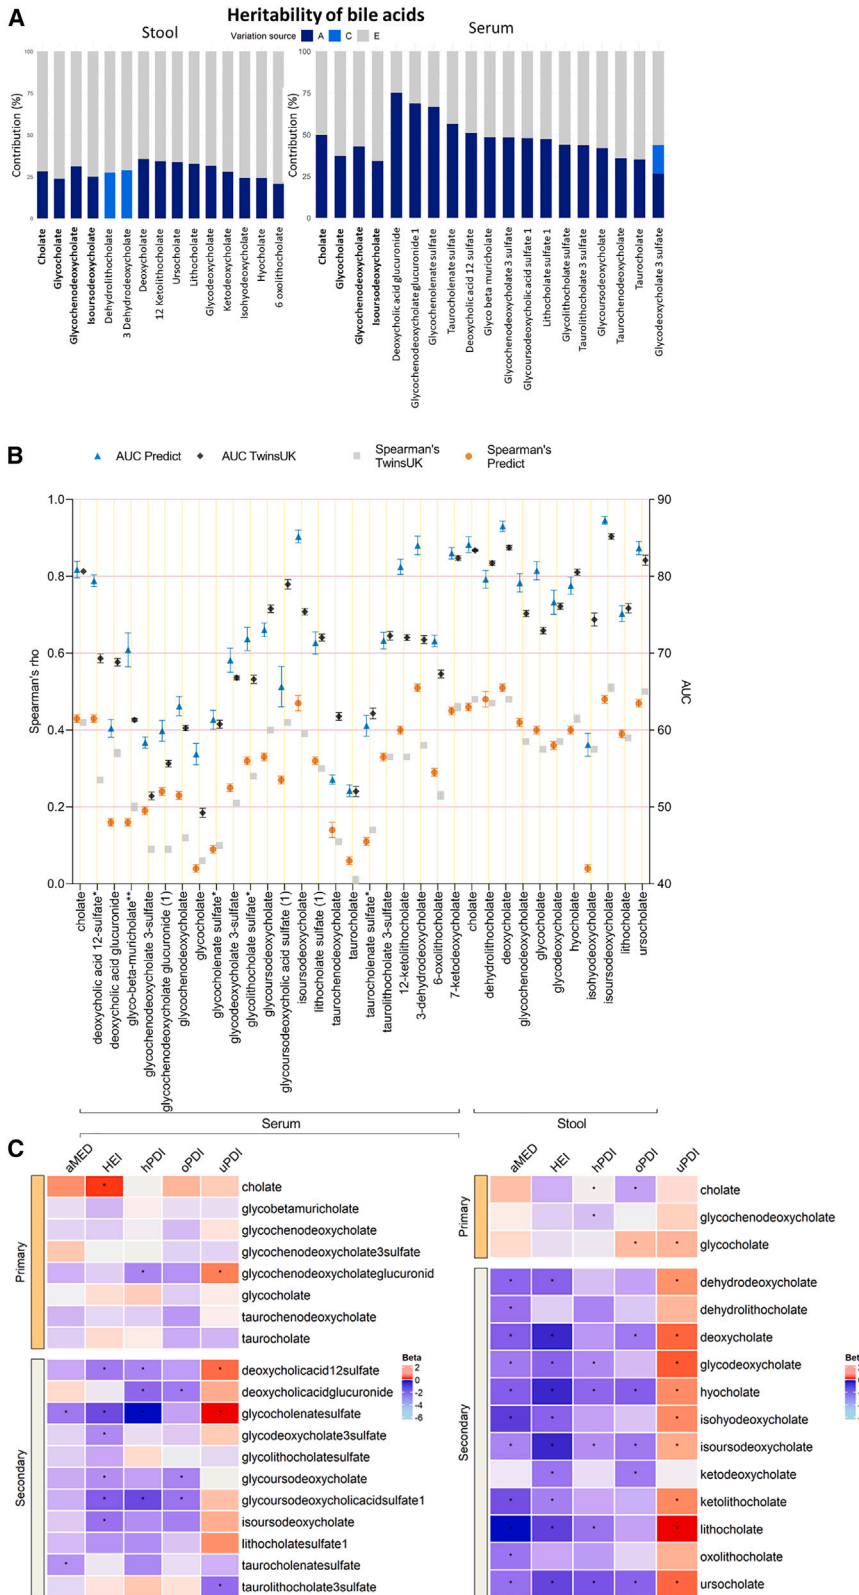 A
Heritability of bile acids
Stool
Variation source A C E
Serum
Contribution (%)
100
75
50
25
0
Cholate
Glycocholate
Glycochenodeoxycholate
Isoursodeoxycholate
Dehydrolithocholate
3 Dehydrodeoxycholate
Deoxycholate
12 Ketolithocholate
Ursocholate
Lithocholate
Glycodeoxycholate
Ketodeoxycholate
Isohyodeoxycholate
Hyocholate
6 oxolithocholate
Contribution (%)
100
75
50
25
0
Cholate
Glycocholate
Glycochenodeoxycholate
Isoursodeoxycholate
Deoxycholic acid glucuronide
Glycochenodeoxycholate glucuronide 1
Glycocholenate sulfate
Taurocholenate sulfate
Deoxycholic acid 12 sulfate
Glyco beta muricholate
Glycochenodeoxycholate 3 sulfate
Glycoursodeoxycholic acid sulfate 1
Lithocholate sulfate 1
Glycolithocholate sulfate
Taurolithocholate 3 sulfate
Glycoursodeoxycholate
Taurochenodeoxycholate
Taurocholate
Glycodeoxycholate 3 sulfate
B
AUC Predict
AUC TwinsUK
Spearman's
TwinsUK
Spearman's
Predict
Spearman's rho
1.0
0.8
0.6
0.4
0.2
0.0
90
80
70
60
50
40
AUC
cholate
deoxycholic acid 12-sulfate*
deoxycholic acid glucuronide
glyco-beta-muricholate**
glycochenodeoxycholate 3-sulfate
glycochenodeoxycholate glucuronide (1)
glycochenodeoxycholate
glycocholate
glycocholenate sulfate*
glycodeoxycholate 3-sulfate
glycolithocholate sulfate*
glycoursodeoxycholate
glycoursodeoxycholic acid sulfate (1)
isoursodeoxycholate
lithocholate sulfate (1)
taurochenodeoxycholate
taurocholate
taurocholenate sulfate*
taurolithocholate 3-sulfate
12-ketolithocholate
3-dehydrodeoxycholate
6-oxolithocholate
7-ketodeoxycholate
cholate
dehydrolithocholate
deoxycholate
glycochenodeoxycholate
glycocholate
glycodeoxycholate
hyocholate
isohyodeoxycholate
isoursodeoxycholate
lithocholate
ursocholate
Serum
Stool
C
aMED
HEI
hPDI
oPDI
uPDI
Primary
cholate
glycobetamuricholate
glycochenodeoxycholate
glycochenodeoxycholate3sulfate
glycochenodeoxycholateglucuronid
glycocholate
taurochenodeoxycholate
taurocholate
Secondary
deoxycholicacid12sulfate
deoxycholicacidglucuronide
glycocholenatesulfate
glycodeoxycholate3sulfate
glycolithocholatesulfate
glycoursodeoxycholate
glycoursodeoxycholicacidsulfate1
isoursodeoxycholate
lithocholatesulfate1
taurocholenatesulfate
taurolithocholate3sulfate
Beta
2
0
-2
-4
-6
aMED
HEI
hPDI
oPDI
uPDI
Primary
cholate
glycochenodeoxycholate
glycocholate
Secondary
dehydrodeoxycholate
dehydrolithocholate
deoxycholate
glycodeoxycholate
hyocholate
isohyodeoxycholate
isoursodeoxycholate
ketodeoxycholate
ketolithocholate
lithocholate
oxolithocholate
ursocholate